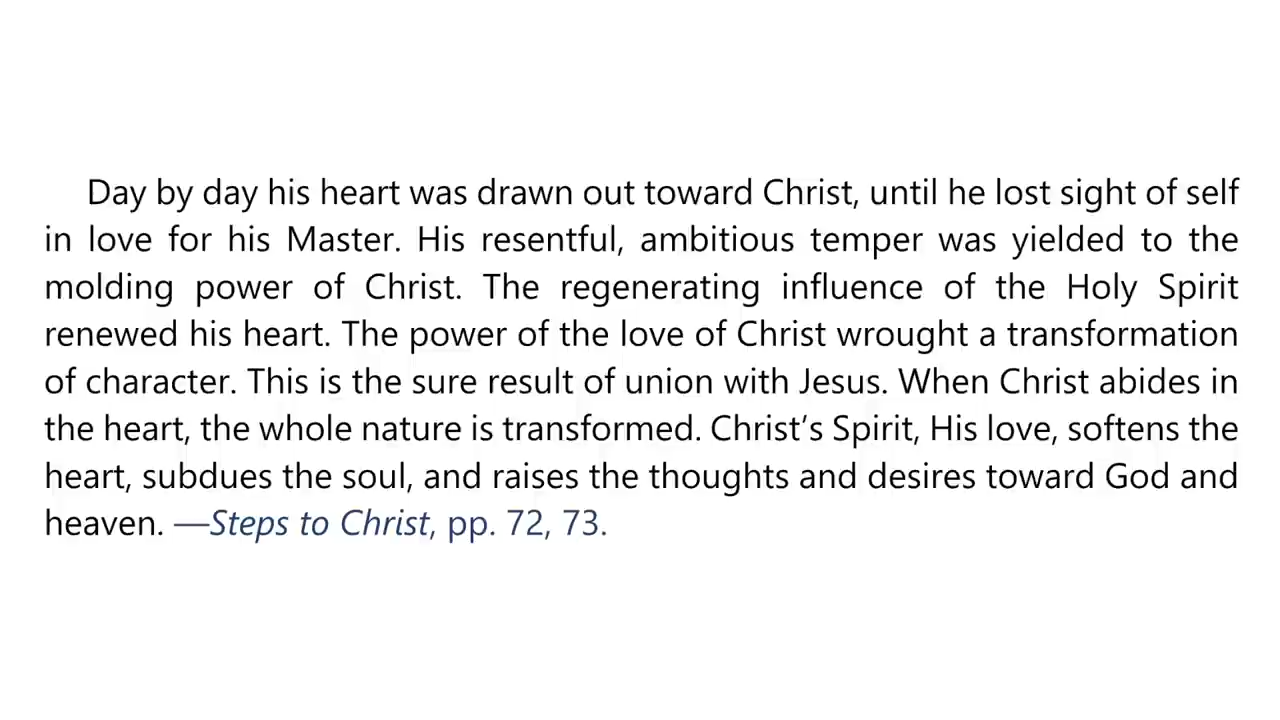 Day by day his heart was drawn out toward Christ, until he lost sight of self
in love for his Master. His resentful, ambitious temper was yielded to the
molding power of Christ. The regenerating influence of the Holy Spirit
renewed his heart. The power of the love of Christ wrought a transformation
of character. This is the sure result of union with Jesus. When Christ abides in
the heart, the whole nature is transformed. Christ’s Spirit, His love, softens the
heart, subdues the soul, and raises the thoughts and desires toward God and
heaven. —Steps to Christ, pp. 72, 73.